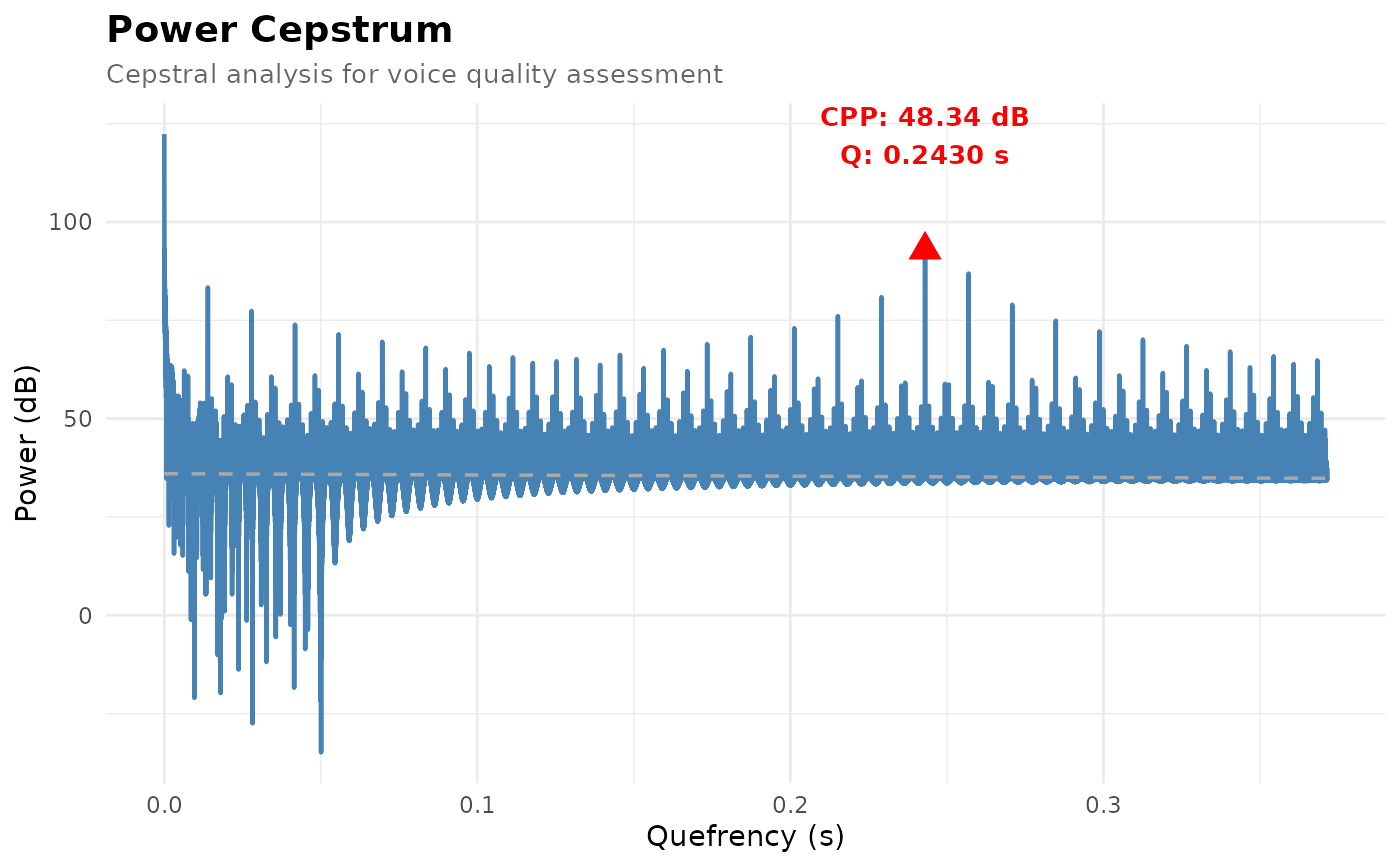 Power Cepstrum
Cepstral analysis for voice quality assessment
CPP: 48.34 dB
Q: 0.2430 s
Power (dB)
100
50
0
0.0
0.1
0.2
0.3
Quefrency (s)